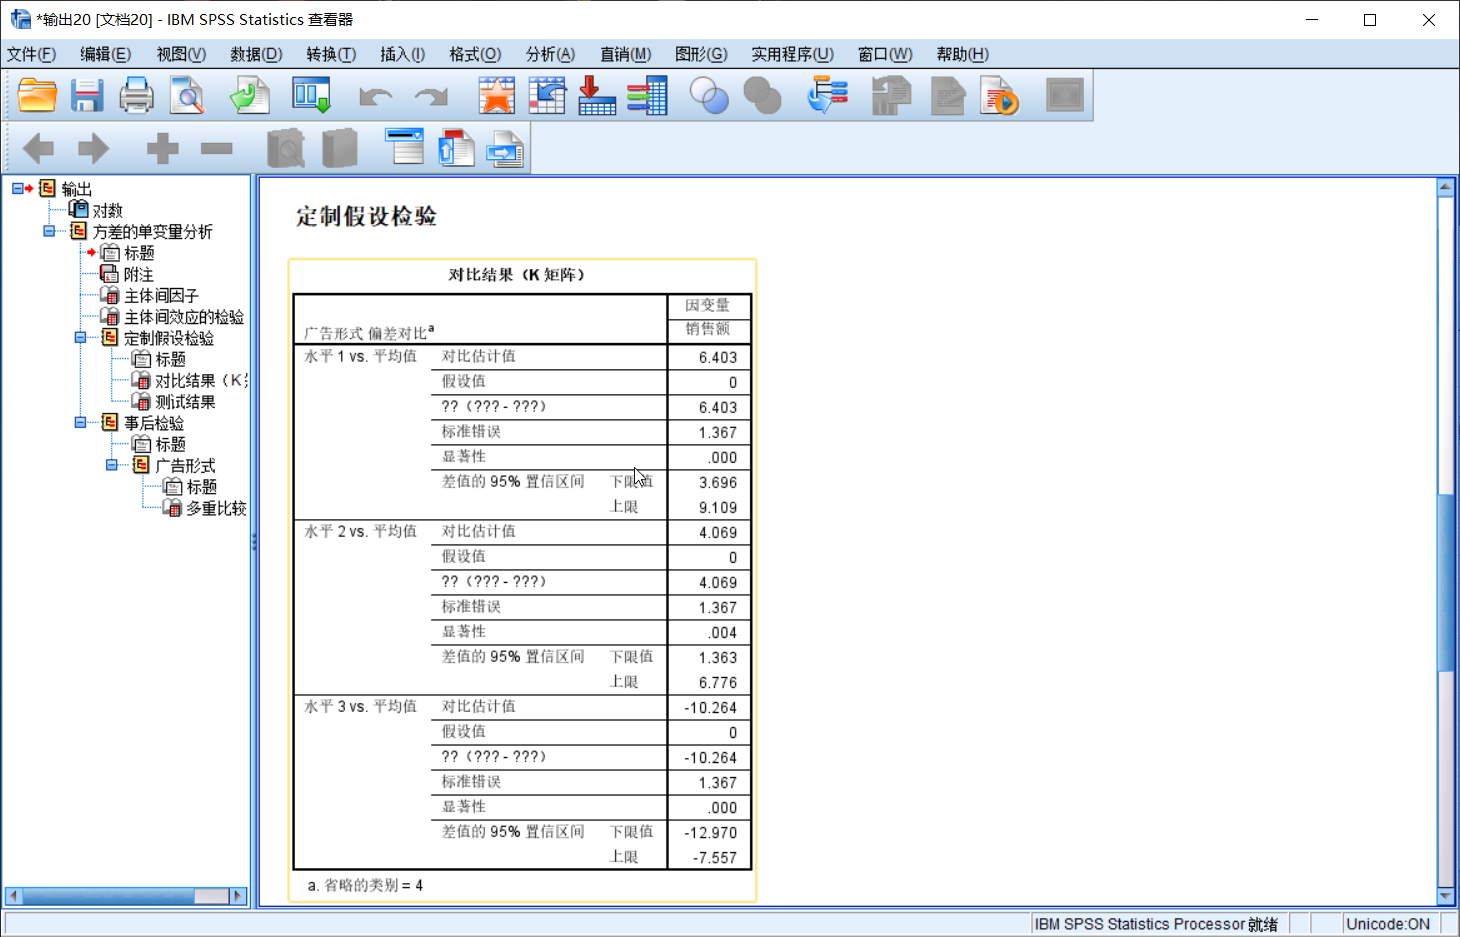 *输出20 [文档20] - IBM SPSS Statistics 查看器
文件(F) 编辑(E) 视图(V) 数据(D) 转换(T) 插入(I) 格式(O) 分析(A) 直销(M) 图形(G) 实用程序(U) 窗口(W) 帮助(H)
输出
对数
方差的单变量分析
标题
附注
主体间因子
主体间效应的检验
定制假设检验
标题
对比结果（K
测试结果
事后检验
标题
广告形式
标题
多重比较
定制假设检验
对比结果（K 矩阵）
因变量
广告形式 偏差对比a 销售额
水平 1 vs. 平均值 对比估计值 6.403
假设值 0
??（??? - ???） 6.403
标准错误 1.367
显著性 .000
差值的 95% 置信区间 下限值 3.696
上限 9.109
水平 2 vs. 平均值 对比估计值 4.069
假设值 0
??（??? - ???） 4.069
标准错误 1.367
显著性 .004
差值的 95% 置信区间 下限值 1.363
上限 6.776
水平 3 vs. 平均值 对比估计值 -10.264
假设值 0
??（??? - ???） -10.264
标准错误 1.367
显著性 .000
差值的 95% 置信区间 下限值 -12.970
上限 -7.557
a. 省略的类别 = 4
IBM SPSS Statistics Processor 就绪 Unicode:ON